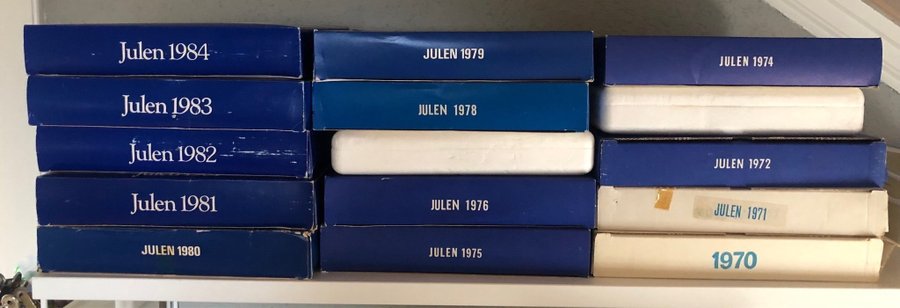 Julen 1984
Julen 1983
Julen 1982
Julen 1981
JULEN 1980
JULEN 1979
JULEN 1978
JULEN 1976
JULEN 1975
JULEN 1974
JULEN 1972
JULEN 1971
1970